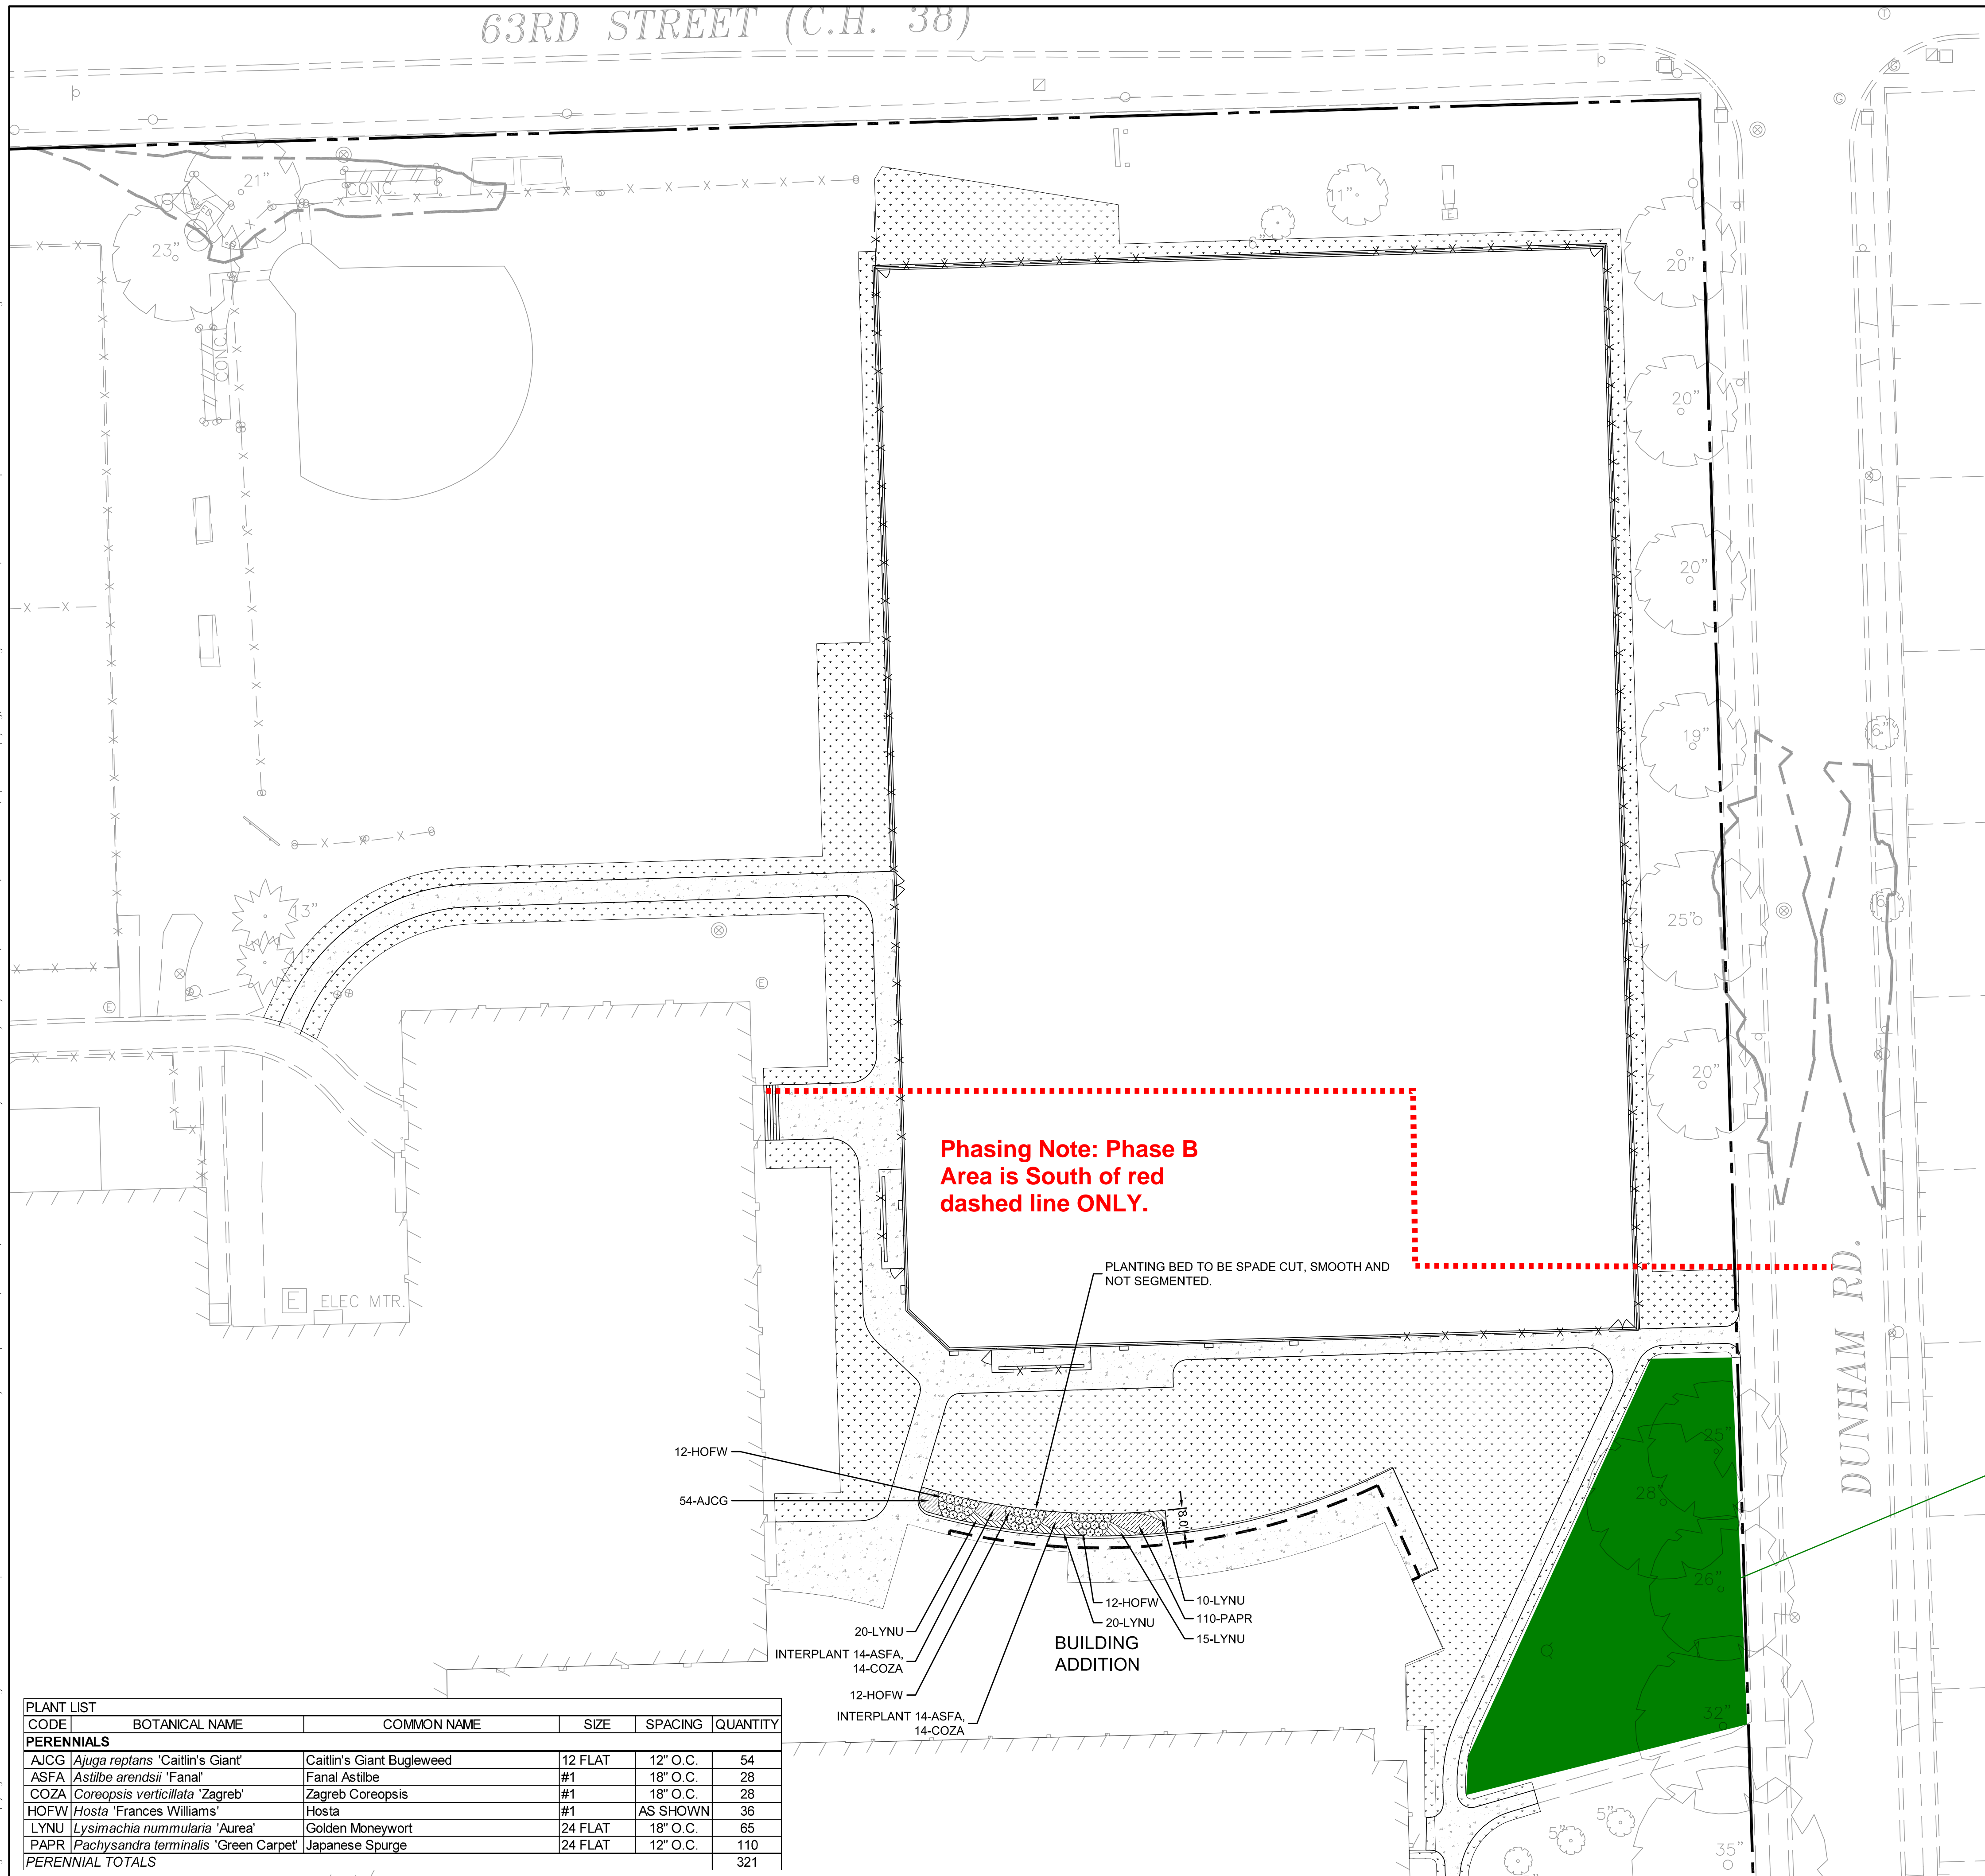 63RD STREET (C.H. 38)
21"
CONC.
23"
CONC.
11"
6"
E
20"
20"
20"
19"
6"
25"
6"
20"
13"
E
E
E ELEC MTR.
Phasing Note: Phase B
Area is South of red
dashed line ONLY.
PLANTING BED TO BE SPADE CUT, SMOOTH AND
NOT SEGMENTED.
DUNHAM RD.
12-HOFW
54-AJCG
8.0'
25"
28"
26"
32"
20-LYNU
INTERPLANT 14-ASFA,
14-COZA
12-HOFW
INTERPLANT 14-ASFA,
14-COZA
12-HOFW
20-LYNU
10-LYNU
110-PAPR
15-LYNU
BUILDING
ADDITION
5"
5"
35"
PLANT LIST
CODE BOTANICAL NAME COMMON NAME SIZE SPACING QUANTITY
PERENNIALS
AJCG Ajuga reptans 'Caitlin's Giant' Caitlin's Giant Bugleweed 12 FLAT 12" O.C. 54
ASFA Astilbe arendsii 'Fanal' Fanal Astilbe #1 18" O.C. 28
COZA Coreopsis verticillata 'Zagreb' Zagreb Coreopsis #1 18" O.C. 28
HOFW Hosta 'Frances Williams' Hosta #1 AS SHOWN 36
LYNU Lysimachia nummularia 'Aurea' Golden Moneywort 24 FLAT 18" O.C. 65
PAPR Pachysandra terminalis 'Green Carpet' Japanese Spurge 24 FLAT 12" O.C. 110
PERENNIAL TOTALS 321